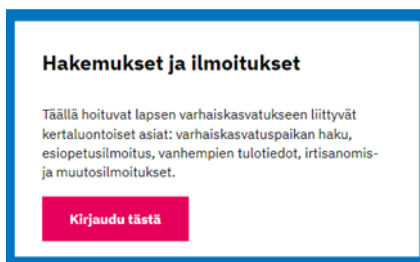 Hakemukset ja ilmoitukset
Täällä hoituvat lapsen varhaiskasvatukseen liittyvät
kertaluontoiset asiat: varhaiskasvatuspaikan haku,
esiopetusilmoitus, vanhempien tulotiedot, irtisanomis-
ja muutosilmoitukset.
Kirjaudu tästä